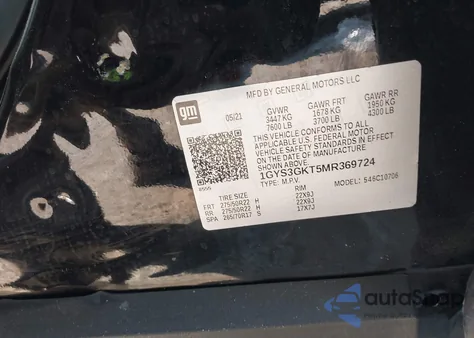 MFD BY GENERAL MOTORS LLC
gm
05/21 GVWR GAWR FRT GAWR RR
3447 KG 1678 KG 1950 KG
7600 LB 3700 LB 4300 LB
THIS VEHICLE CONFORMS TO ALL
APPLICABLE U.S. FEDERAL MOTOR
VEHICLE SAFETY STANDARDS IN EFFECT
ON THE DATE OF MANUFACTURE
SHOWN ABOVE.
1GYS3GKT5MR369724
TYPE: M.P.V. MODEL: S46C10706
TIRE SIZE RIM
FRT 275/50R22 H 22X9J
RR 275/50R22 H 22X9J
SPA 265/70R17 S 17X7J
autaSnap